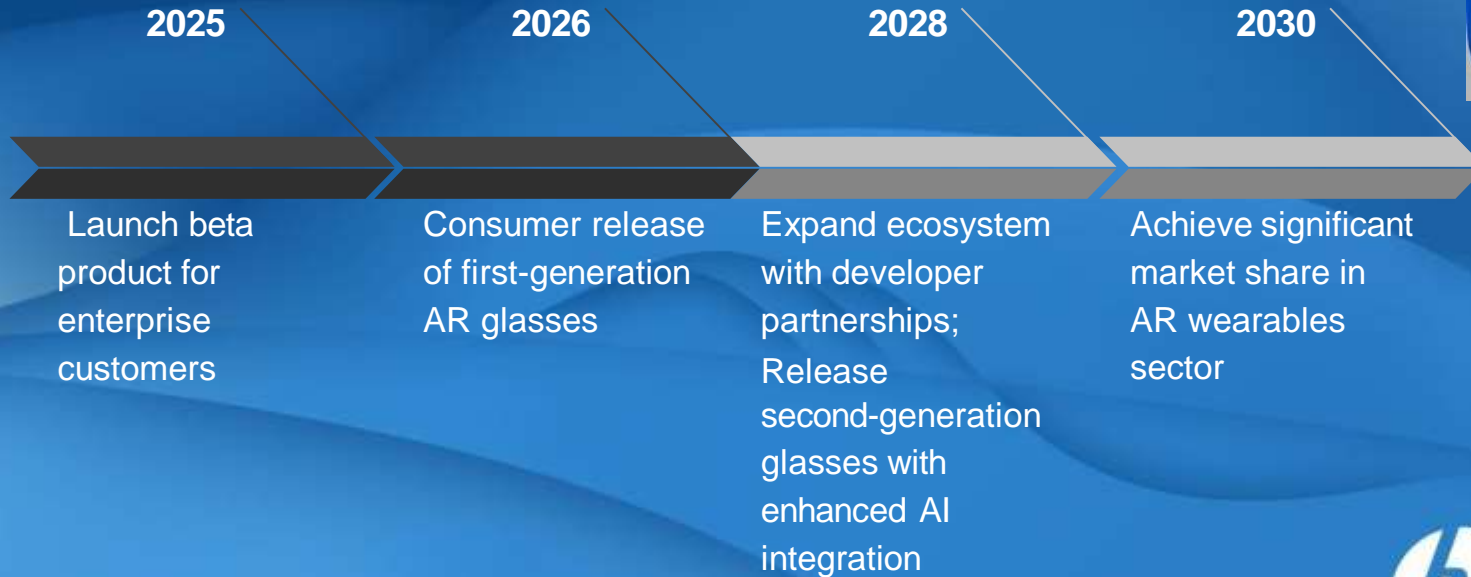 2025
2026
2028
2030
Launch beta
product for
enterprise
customers
Consumer release
of first-generation
AR glasses
Expand ecosystem
with developer
partnerships;
Release
second-generation
glasses with
enhanced AI
integration
Achieve significant
market share in
AR wearables
sector